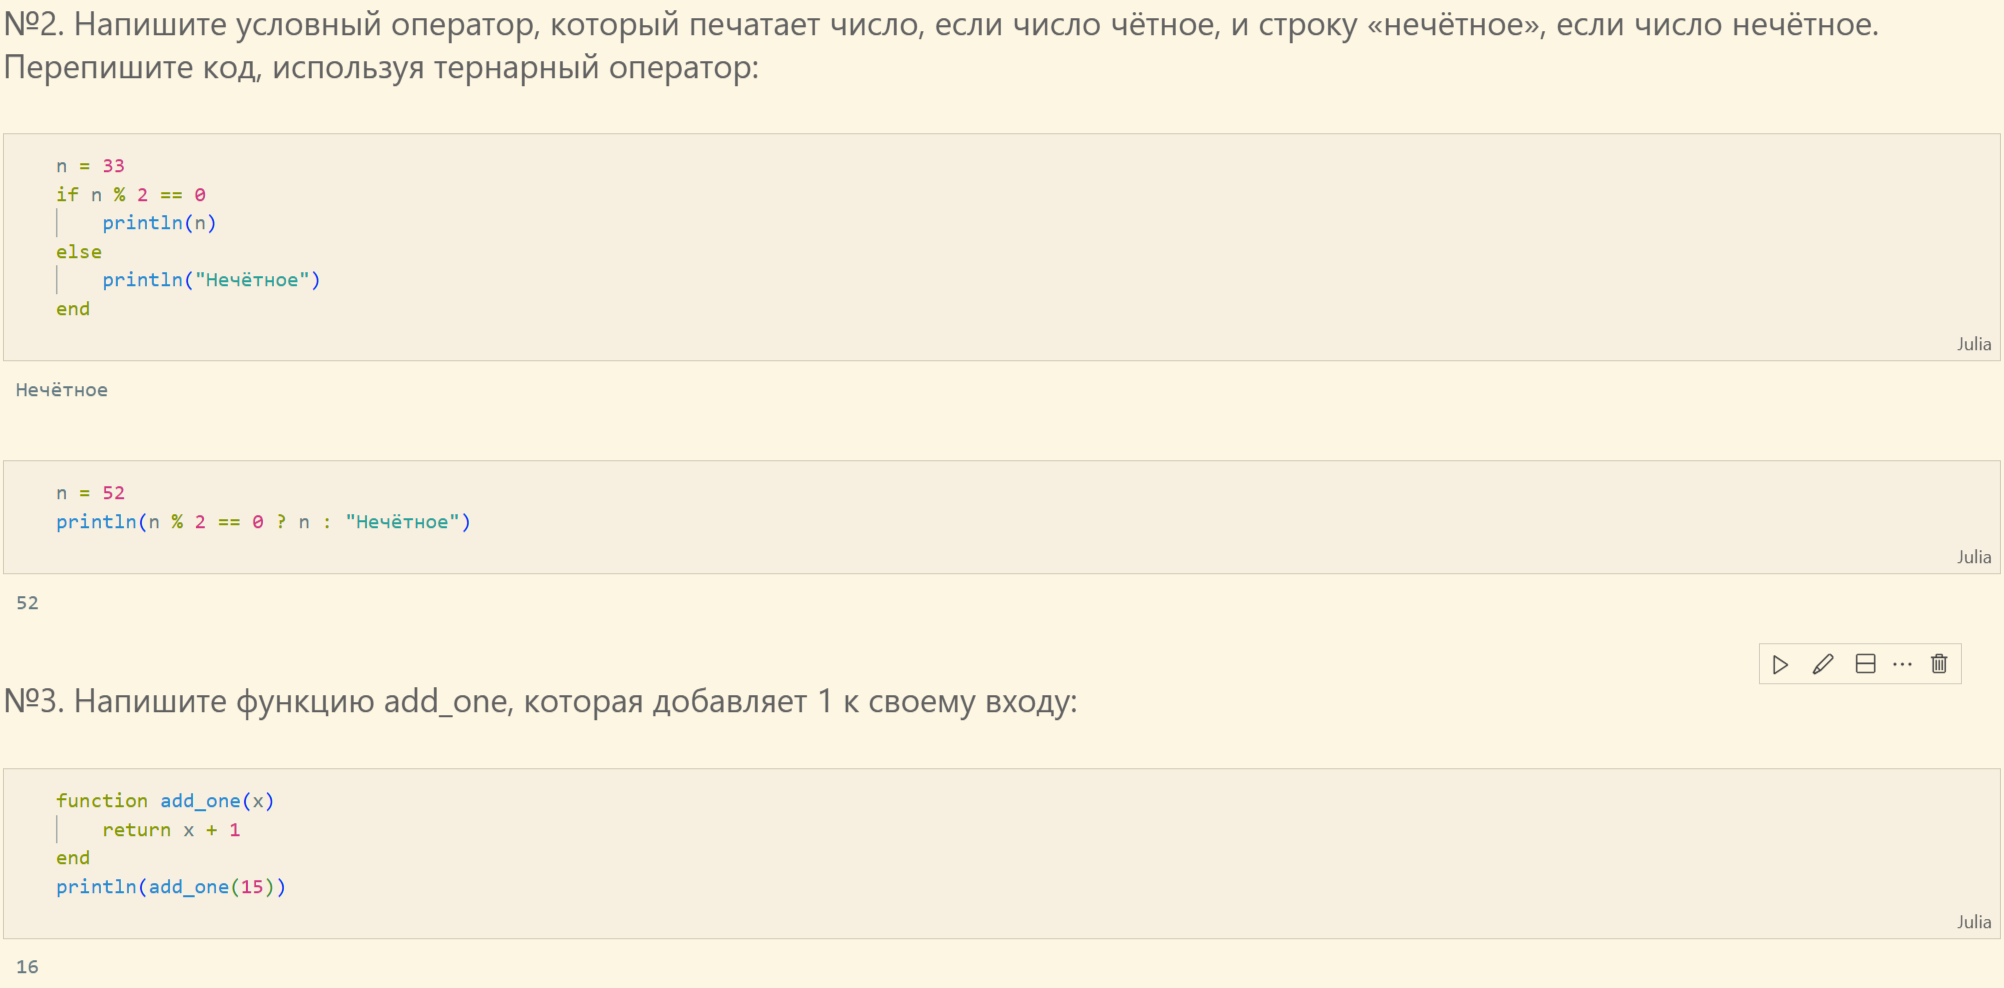 №2. Напишите условный оператор, который печатает число, если число чётное, и строку «нечётное», если число нечётное.
Перепишите код, используя тернарный оператор:
n = 33
if n % 2 == 0
    println(n)
else
    println("Нечётное")
end
Julia
Нечётное
n = 52
println(n % 2 == 0 ? n : "Нечётное")
Julia
52
№3. Напишите функцию add_one, которая добавляет 1 к своему входу:
function add_one(x)
    return x + 1
end
println(add_one(15))
Julia
16